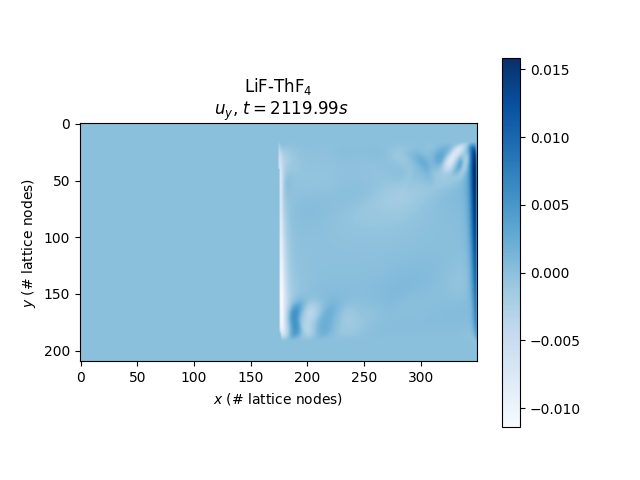 LiF-ThF₄
u_y, t = 2119.99s
0
50
100
150
200
y (# lattice nodes)
0 50 100 150 200 250 300
x (# lattice nodes)
0.015
0.010
0.005
0.000
−0.005
−0.010